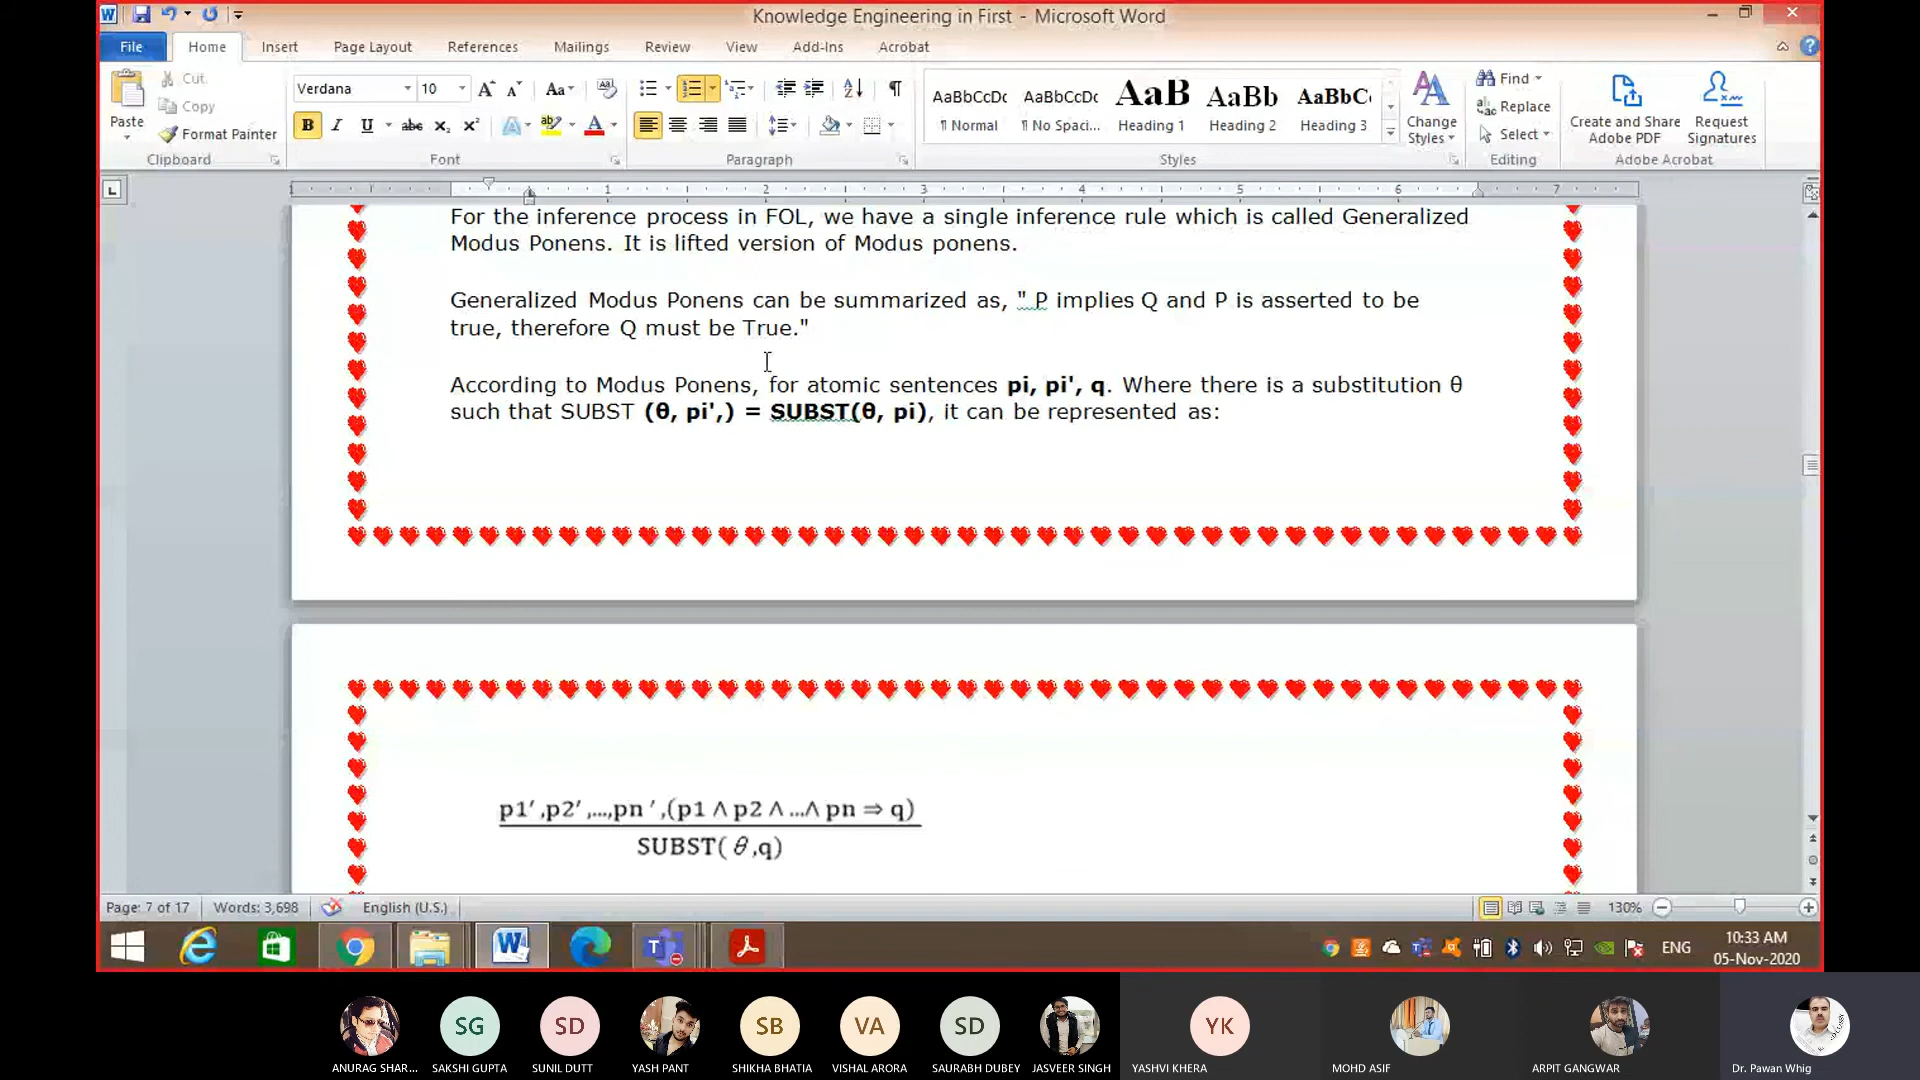 Knowledge Engineering in First - Microsoft Word
File Home Insert Page Layout References Mailings Review View Add-Ins Acrobat
Paste
Cut
Copy
Format Painter
Clipboard
Verdana 10
Font
Paragraph
AaBbCcDc AaBbCcDc AaB AaBb AaBbC
¶ Normal ¶ No Spaci... Heading 1 Heading 2 Heading 3
Change Styles
Styles
Find
Replace
Select
Editing
Create and Share Adobe PDF
Request Signatures
Adobe Acrobat
1 1 2 3 4 5 6 7
For the inference process in FOL, we have a single inference rule which is called Generalized
Modus Ponens. It is lifted version of Modus ponens.
Generalized Modus Ponens can be summarized as, " P implies Q and P is asserted to be
true, therefore Q must be True."
According to Modus Ponens, for atomic sentences pi, pi', q. Where there is a substitution θ
such that SUBST (θ, pi',) = SUBST(θ, pi), it can be represented as:
p1′ ,p2′ ,...,pn ′ ,(p1 ∧ p2 ∧ ...∧ pn ⇒ q)
SUBST( θ ,q)
Page: 7 of 17 Words: 3,698 English (U.S.) 130%
ENG
10:33 AM
05-Nov-2020
SG SD SB VA SD YK
ANURAG SHAR... SAKSHI GUPTA SUNIL DUTT YASH PANT SHIKHA BHATIA VISHAL ARORA SAURABH DUBEY JASVEER SINGH YASHVI KHERA MOHD ASIF ARPIT GANGWAR Dr. Pawan Whig